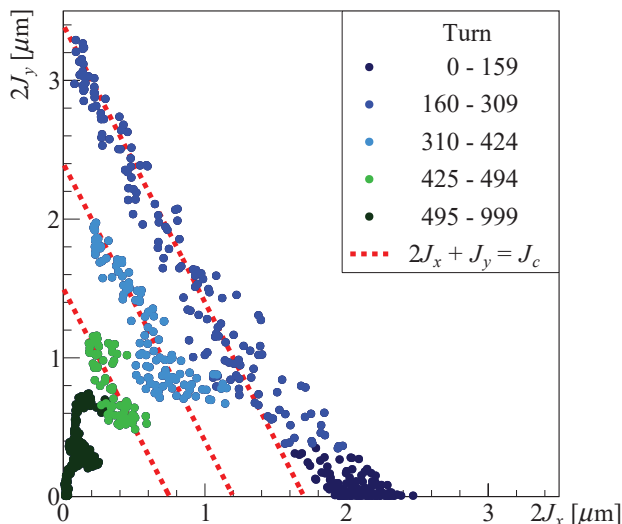 2J_y [μm]
3
2
1
0
0
1
2
3
2J_x [μm]
Turn
0 - 159
160 - 309
310 - 424
425 - 494
495 - 999
2J_x + J_y = J_c